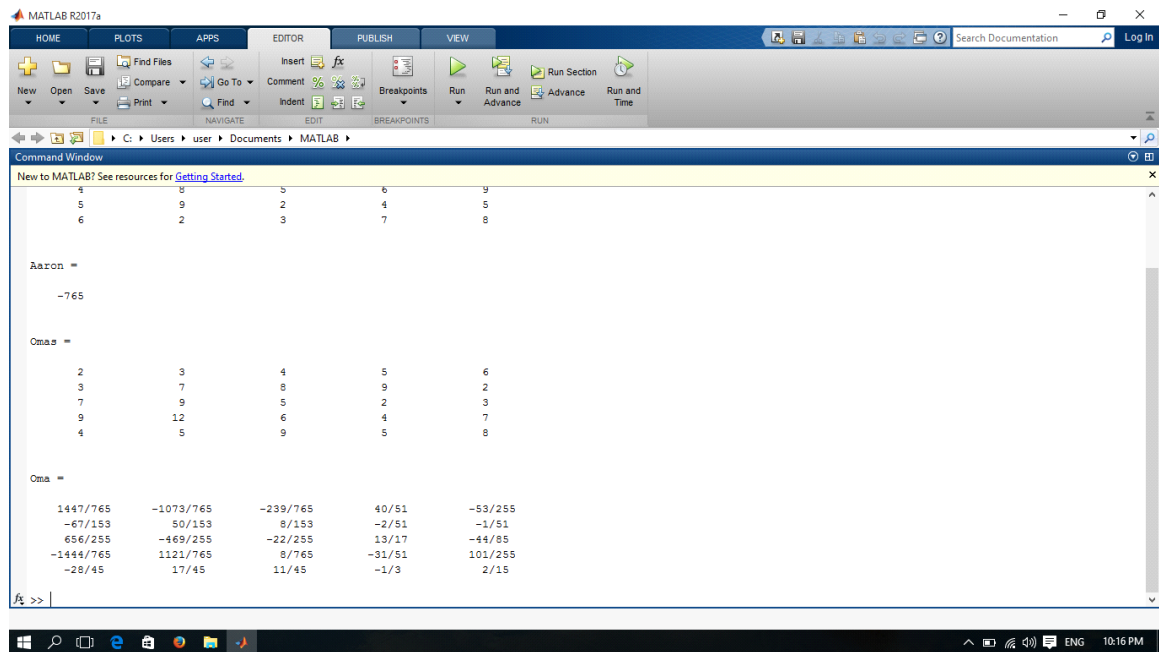 MATLAB R2017a
HOME PLOTS APPS EDITOR PUBLISH VIEW Search Documentation Log In
New Open Save Find Files Compare Print Go To Find Insert fx Comment Indent Breakpoints Run Run and Advance Run Section Advance Run and Time
FILE NAVIGATE EDIT BREAKPOINTS RUN
C: Users user Documents MATLAB
Command Window
New to MATLAB? See resources for Getting Started.
4 8 5 6 9
5 9 2 4 5
6 2 3 7 8
Aaron =
-765
Omas =
2 3 4 5 6
3 7 8 9 2
7 9 5 2 3
9 12 6 4 7
4 5 9 5 8
Oma =
1447/765 -1073/765 -239/765 40/51 -53/255
-67/153 50/153 8/153 -2/51 -1/51
656/255 -469/255 -22/255 13/17 -44/85
-1444/765 1121/765 8/765 -31/51 101/255
-28/45 17/45 11/45 -1/3 2/15
fx >>
ENG 10:16 PM